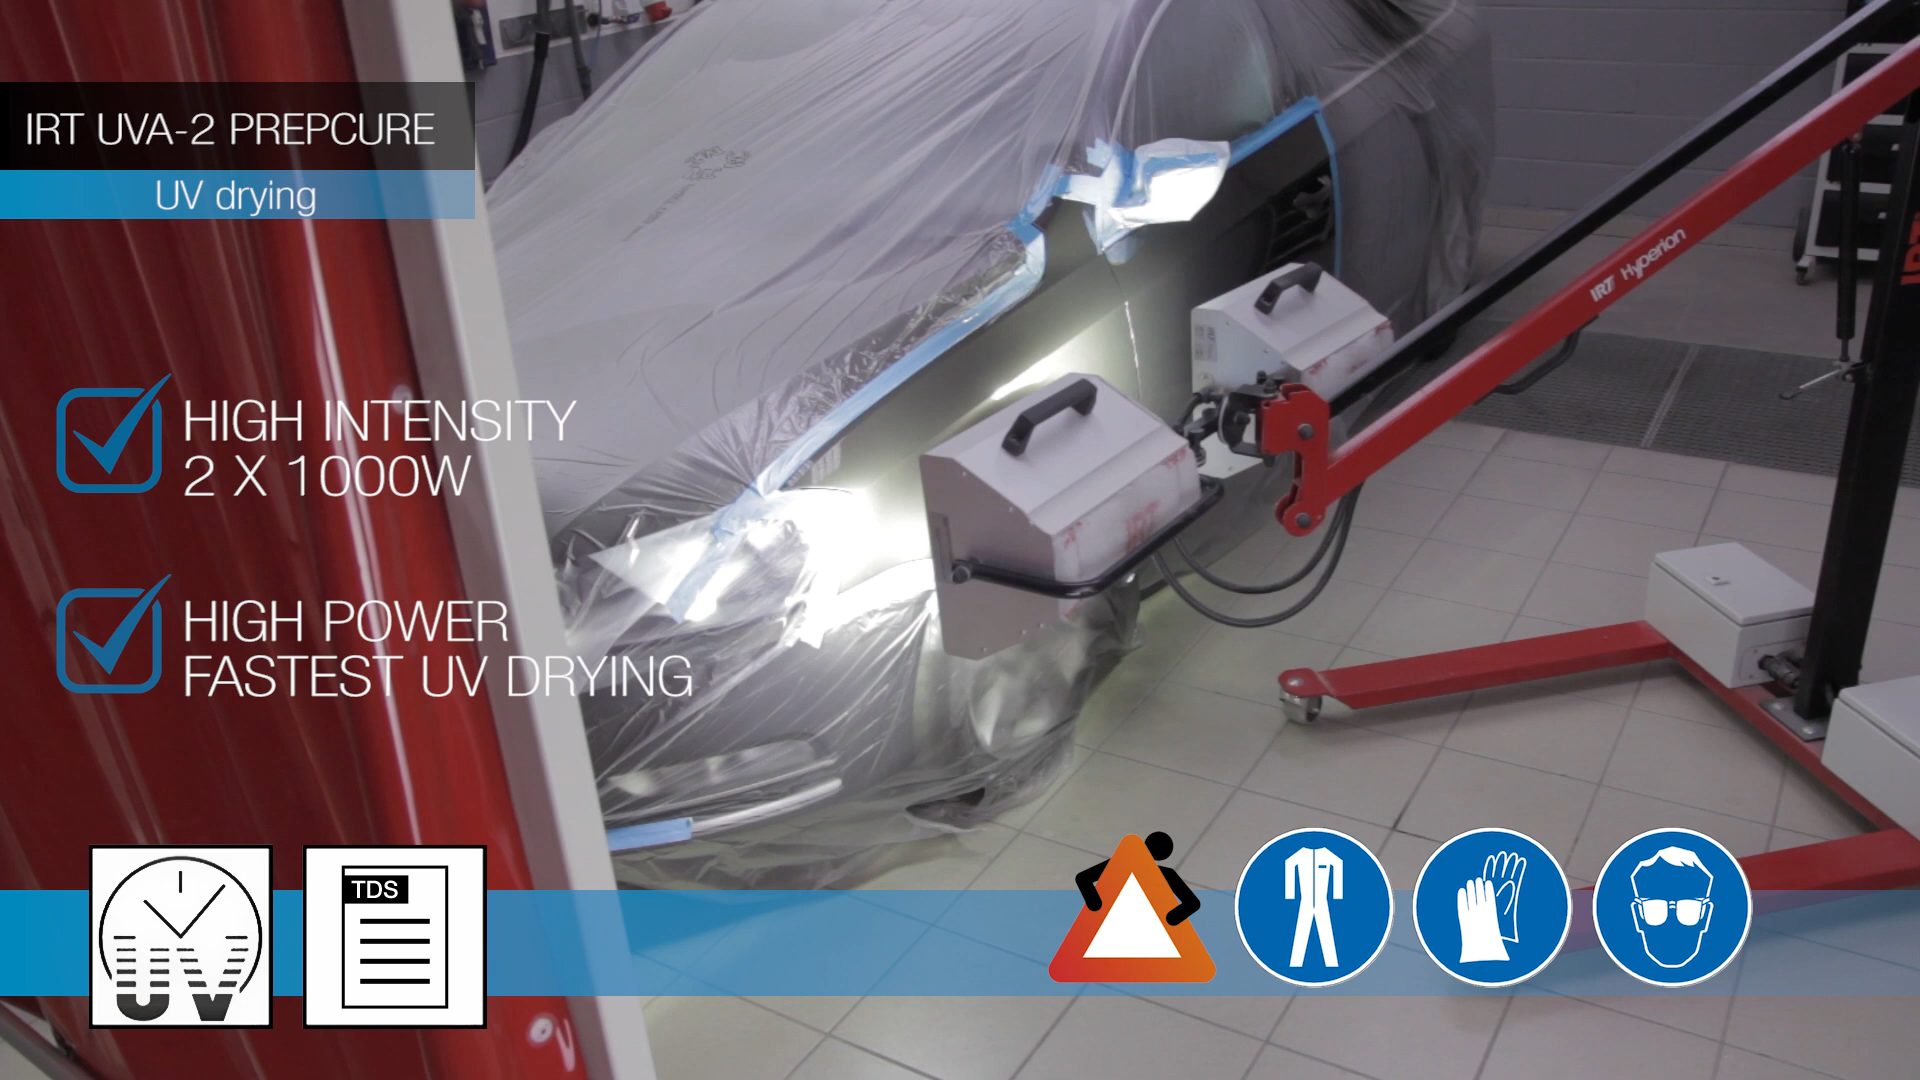 IRT UVA-2 PREPCURE
UV drying
HIGH INTENSITY
2 X 1000W
HIGH POWER
FASTEST UV DRYING
IRT Hyperion
IRT
UV
TDS